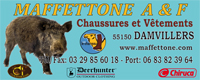 MAFFETTONE A & F
Chaussures et Vêtements
55150 DAMVILLERS
www.maffettone.com
Fax: 03 29 85 60 18 - Port: 06 83 82 39 64
Deerhunter
Chiruca